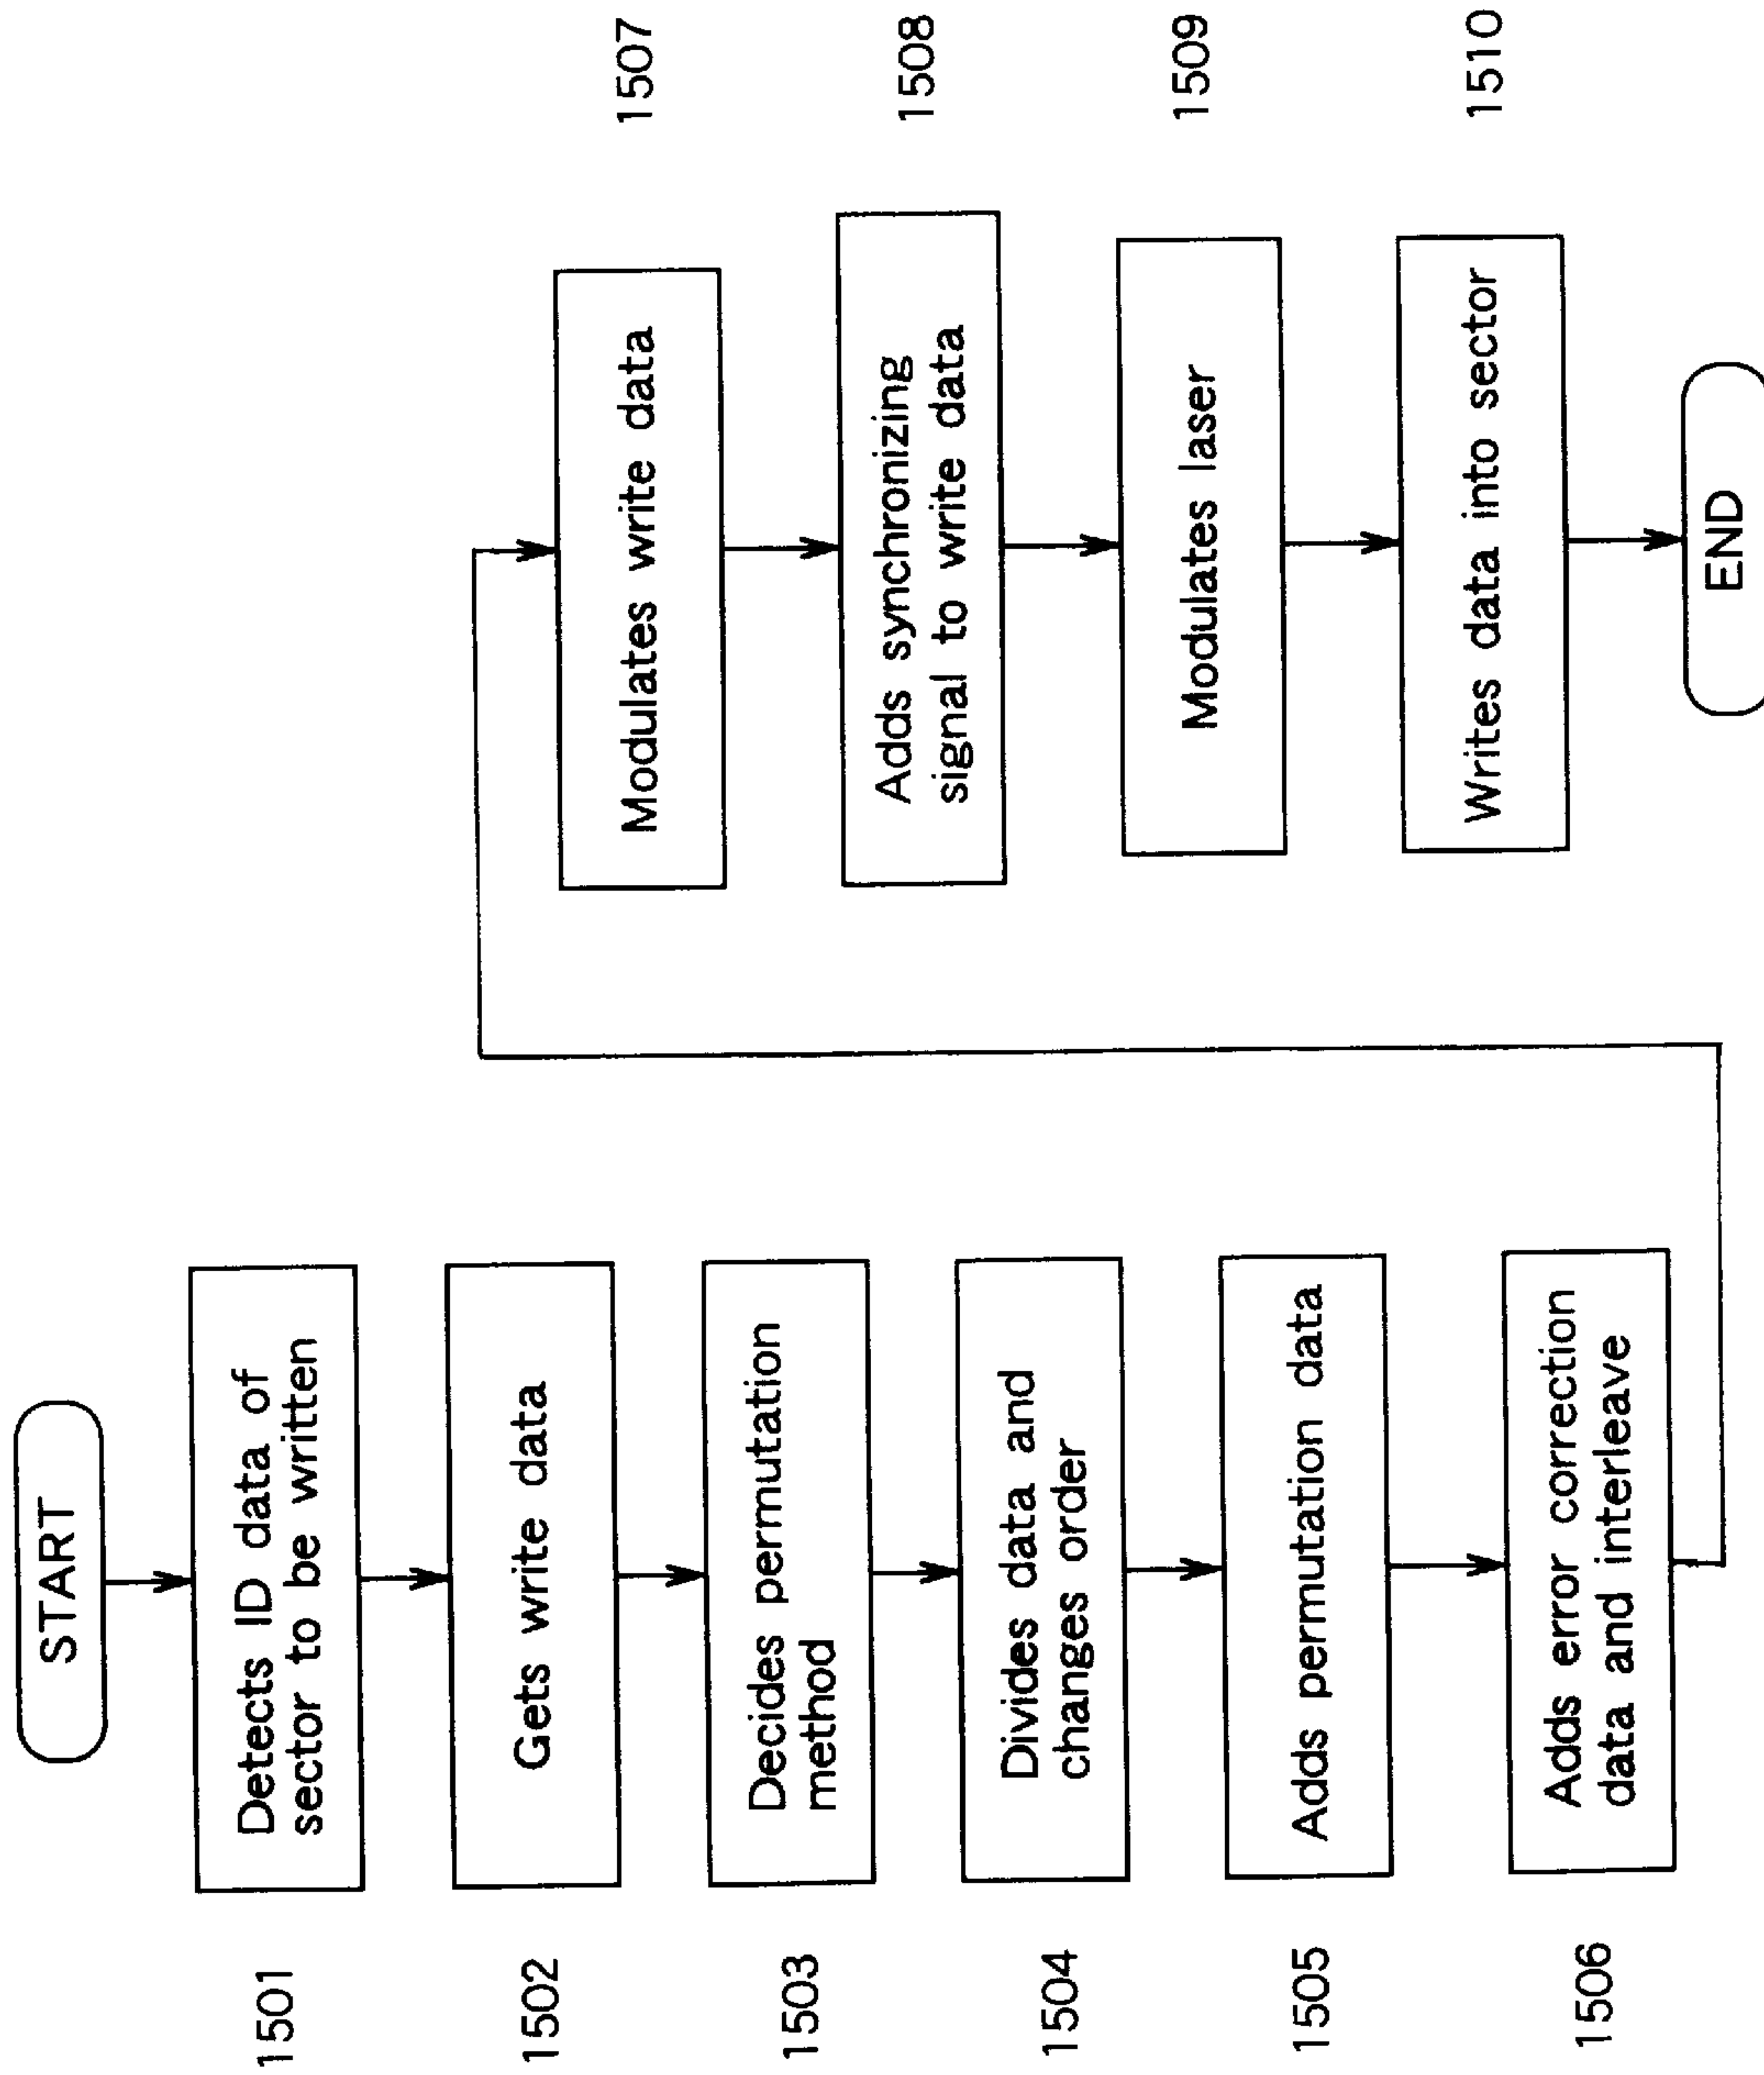 START
1501
Detects ID data of
sector to be written
1502
Gets write data
1503
Decides permutation
method
1504
Divides data and
changes order
1505
Adds permutation data
1506
Adds error correction
data and interleave
Modulates write data
1507
Adds synchronizing
signal to write data
1508
Modulates laser
1509
Writes data into sector
1510
END